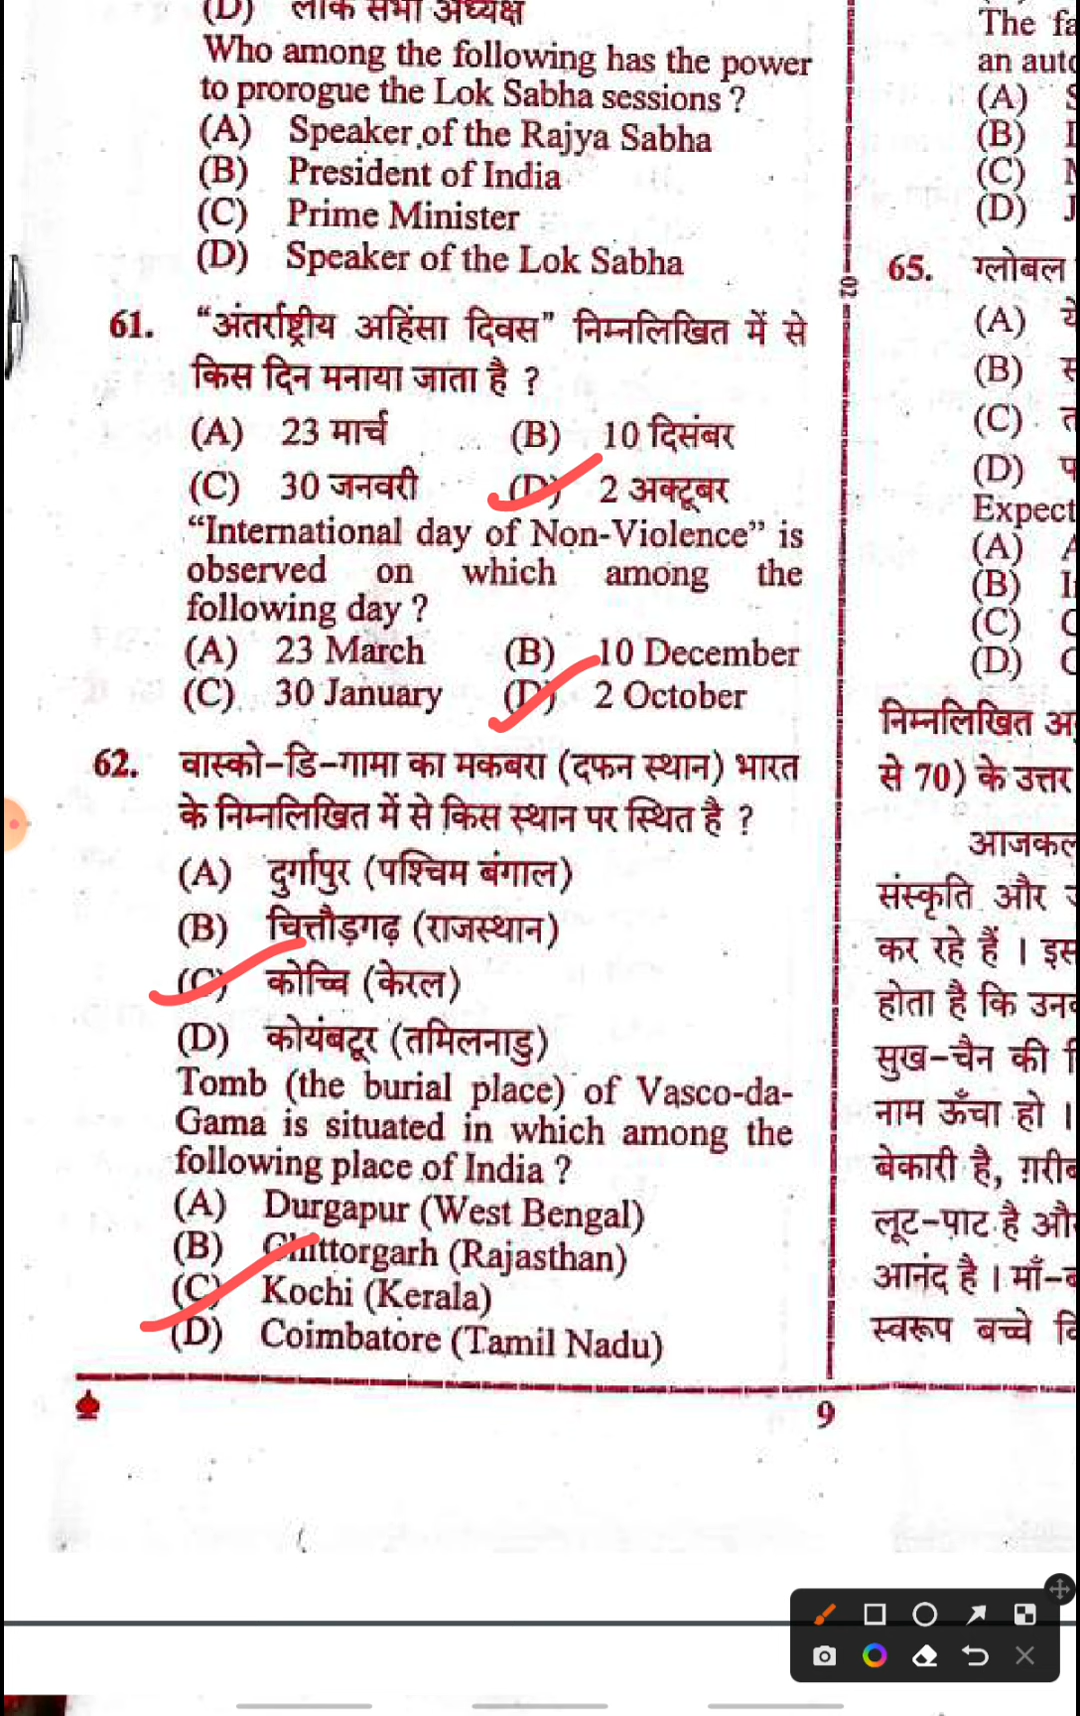 (D) लोक सभा अध्यक्ष
Who among the following has the power
to prorogue the Lok Sabha sessions ?
(A) Speaker of the Rajya Sabha
(B) President of India
(C) Prime Minister
(D) Speaker of the Lok Sabha
61. “अंतर्राष्ट्रीय अहिंसा दिवस” निम्नलिखित में से
किस दिन मनाया जाता है ?
(A) 23 मार्च (B) 10 दिसंबर
(C) 30 जनवरी (D) 2 अक्टूबर
“International day of Non-Violence” is
observed on which among the
following day ?
(A) 23 March (B) 10 December
(C) 30 January (D) 2 October
62. वास्को-डि-गामा का मकबरा (दफन स्थान) भारत
के निम्नलिखित में से किस स्थान पर स्थित है ?
(A) दुर्गापुर (पश्चिम बंगाल)
(B) चित्तौड़गढ़ (राजस्थान)
(C) कोच्चि (केरल)
(D) कोयंबटूर (तमिलनाडु)
Tomb (the burial place) of Vasco-da-
Gama is situated in which among the
following place of India ?
(A) Durgapur (West Bengal)
(B) Chittorgarh (Rajasthan)
(C) Kochi (Kerala)
(D) Coimbatore (Tamil Nadu)
02
The
an
(A)
(B)
(C)
(D)
65. ग्लोबल
(A)
(B)
(C)
(D)
Expect
(A)
(B)
(C)
(D)
निम्नलिखित
से 70) के उत्तर
आजकल
संस्कृति और
कर रहे हैं । इस
होता है कि
सुख-चैन की
नाम ऊँचा हो ।
बेकारी है,
लूट-पाट है और
आनंद है । माँ-
स्वरूप बच्चे
9